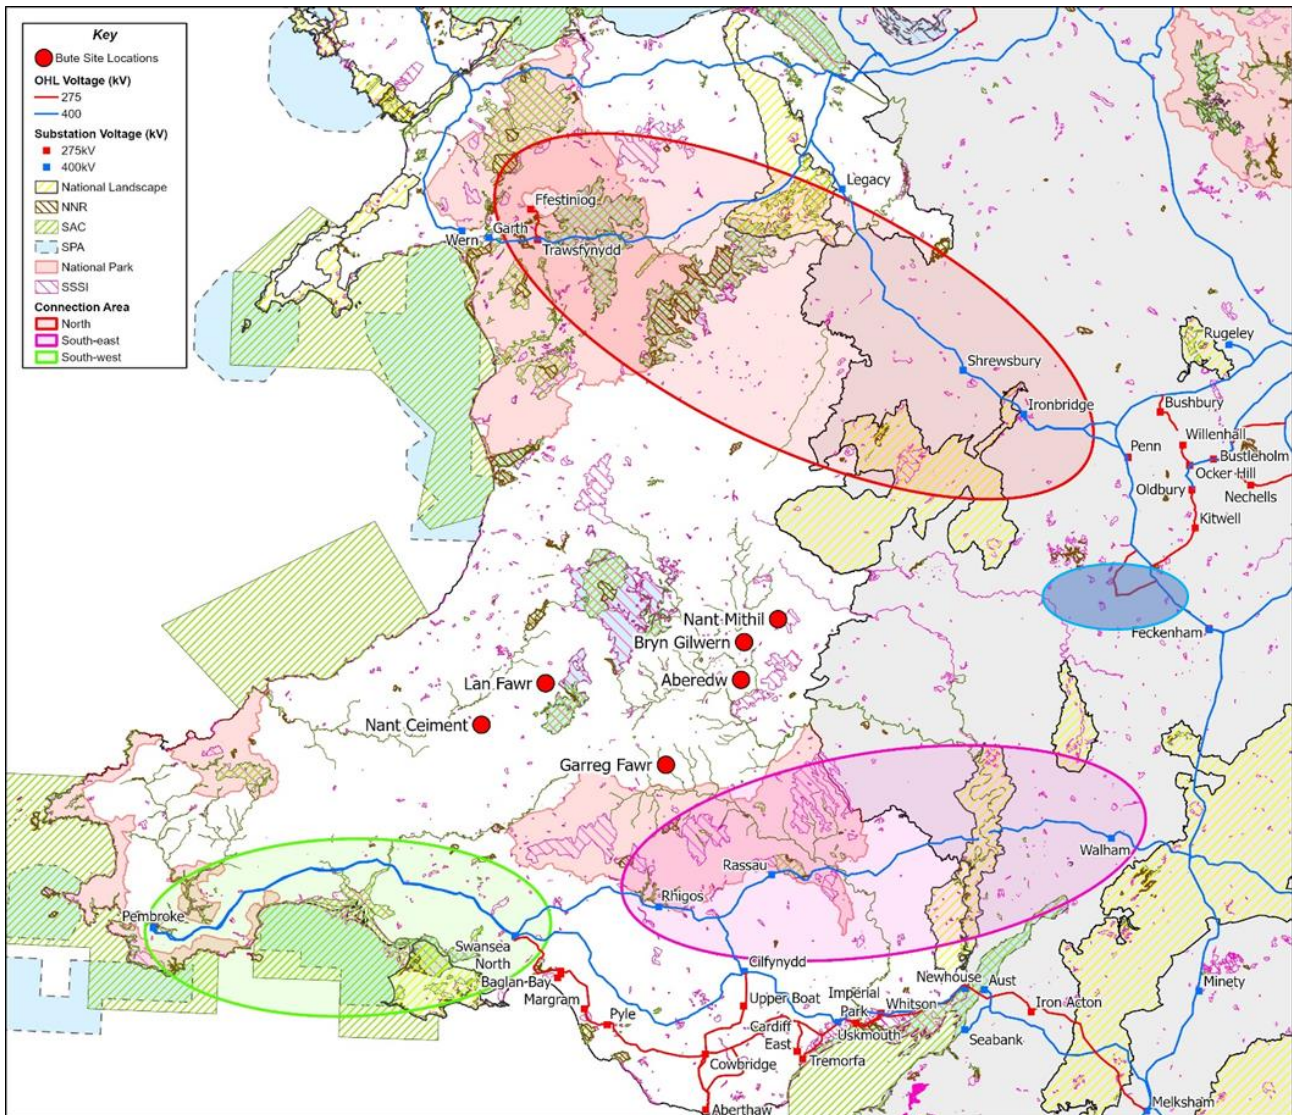 Key
Bute Site Locations
OHL Voltage (kV)
275
400
Substation Voltage (kV)
275kV
400kV
National Landscape
NNR
SAC
SPA
National Park
SSSI
Connection Area
North
South-east
South-west
Legacy
Ffestiniog
Garth
Wern
Trawsfynydd
Rugeley
Shrewsbury
Ironbridge
Bushbury
Willenhall
Penn
Bustleholm
Ocker Hill
Oldbury
Nechells
Kitwell
Nant Mithil
Feckenham
Bryn Gilwern
Lan Fawr
Aberedw
Nant Ceiment
Garreg Fawr
Walham
Rassau
Rhigos
Pembroke
Swansea
North
Cilfynydd
Baglan-Bay
Newhouse
Aust
Margram
Upper Boat
Imperial
Park
Whitson
Iron Acton
Minety
Pyle
Cardiff
East
Uskmouth
Seabank
Tremorfa
Cowbridge
Melksham
Aberthaw